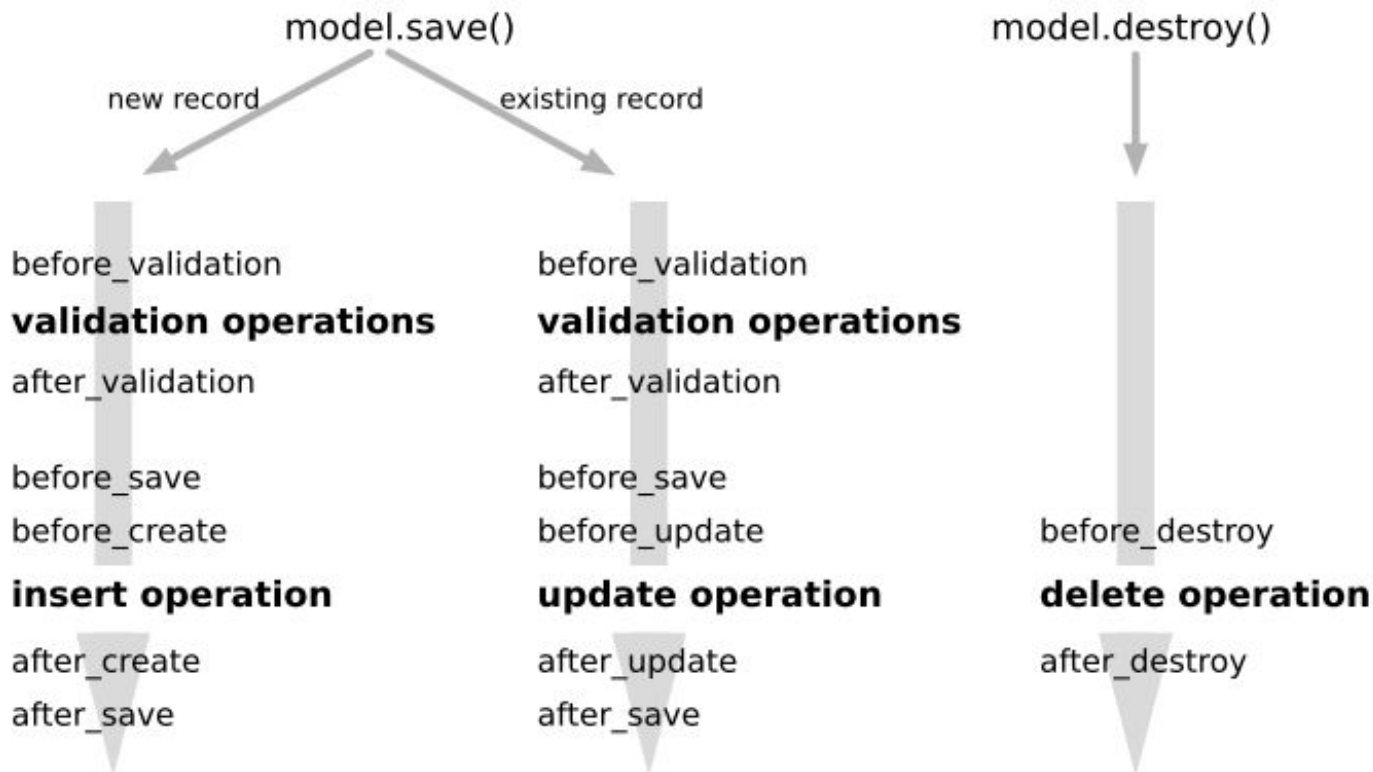 model.save()
new record
existing record
before_validation
validation operations
after_validation
before_save
before_create
insert operation
after_create
after_save
before_validation
validation operations
after_validation
before_save
before_update
update operation
after_update
after_save
model.destroy()
before_destroy
delete operation
after_destroy